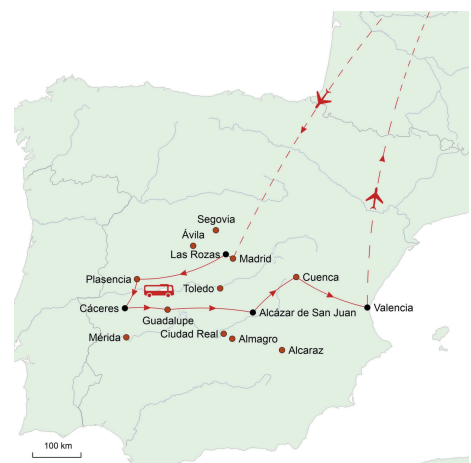 Segovia
Ávila
Las Rozas
Madrid
Plasencia
Toledo
Cuenca
Cáceres
Guadalupe
Alcázar de San Juan
Valencia
Mérida
Ciudad Real
Almagro
Alcaraz
100 km